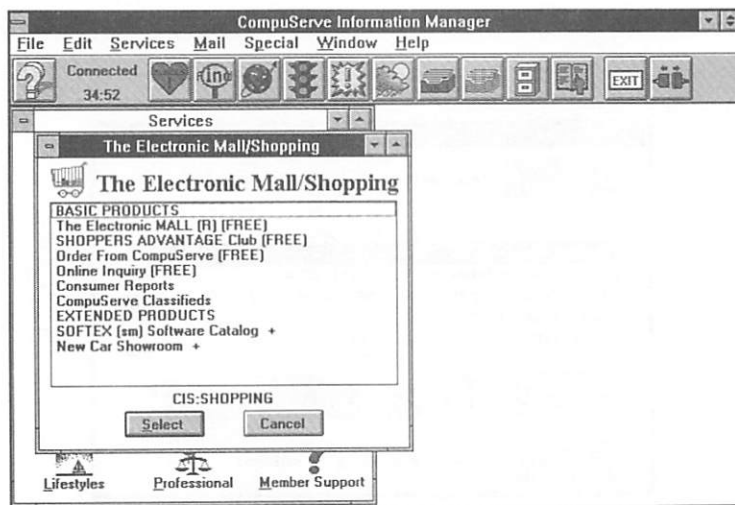 CompuServe Information Manager
File Edit Services Mail Special Window Help
Connected
34:52
EXIT
Services
The Electronic Mall/Shopping
The Electronic Mall/Shopping
BASIC PRODUCTS
The Electronic MALL (R) (FREE)
SHOPPERS ADVANTAGE Club (FREE)
Order From CompuServe (FREE)
Online Inquiry (FREE)
Consumer Reports
CompuServe Classifieds
EXTENDED PRODUCTS
SOFTEX (sm) Software Catalog +
New Car Showroom +
CIS:SHOPPING
Select Cancel
Lifestyles Professional Member Support